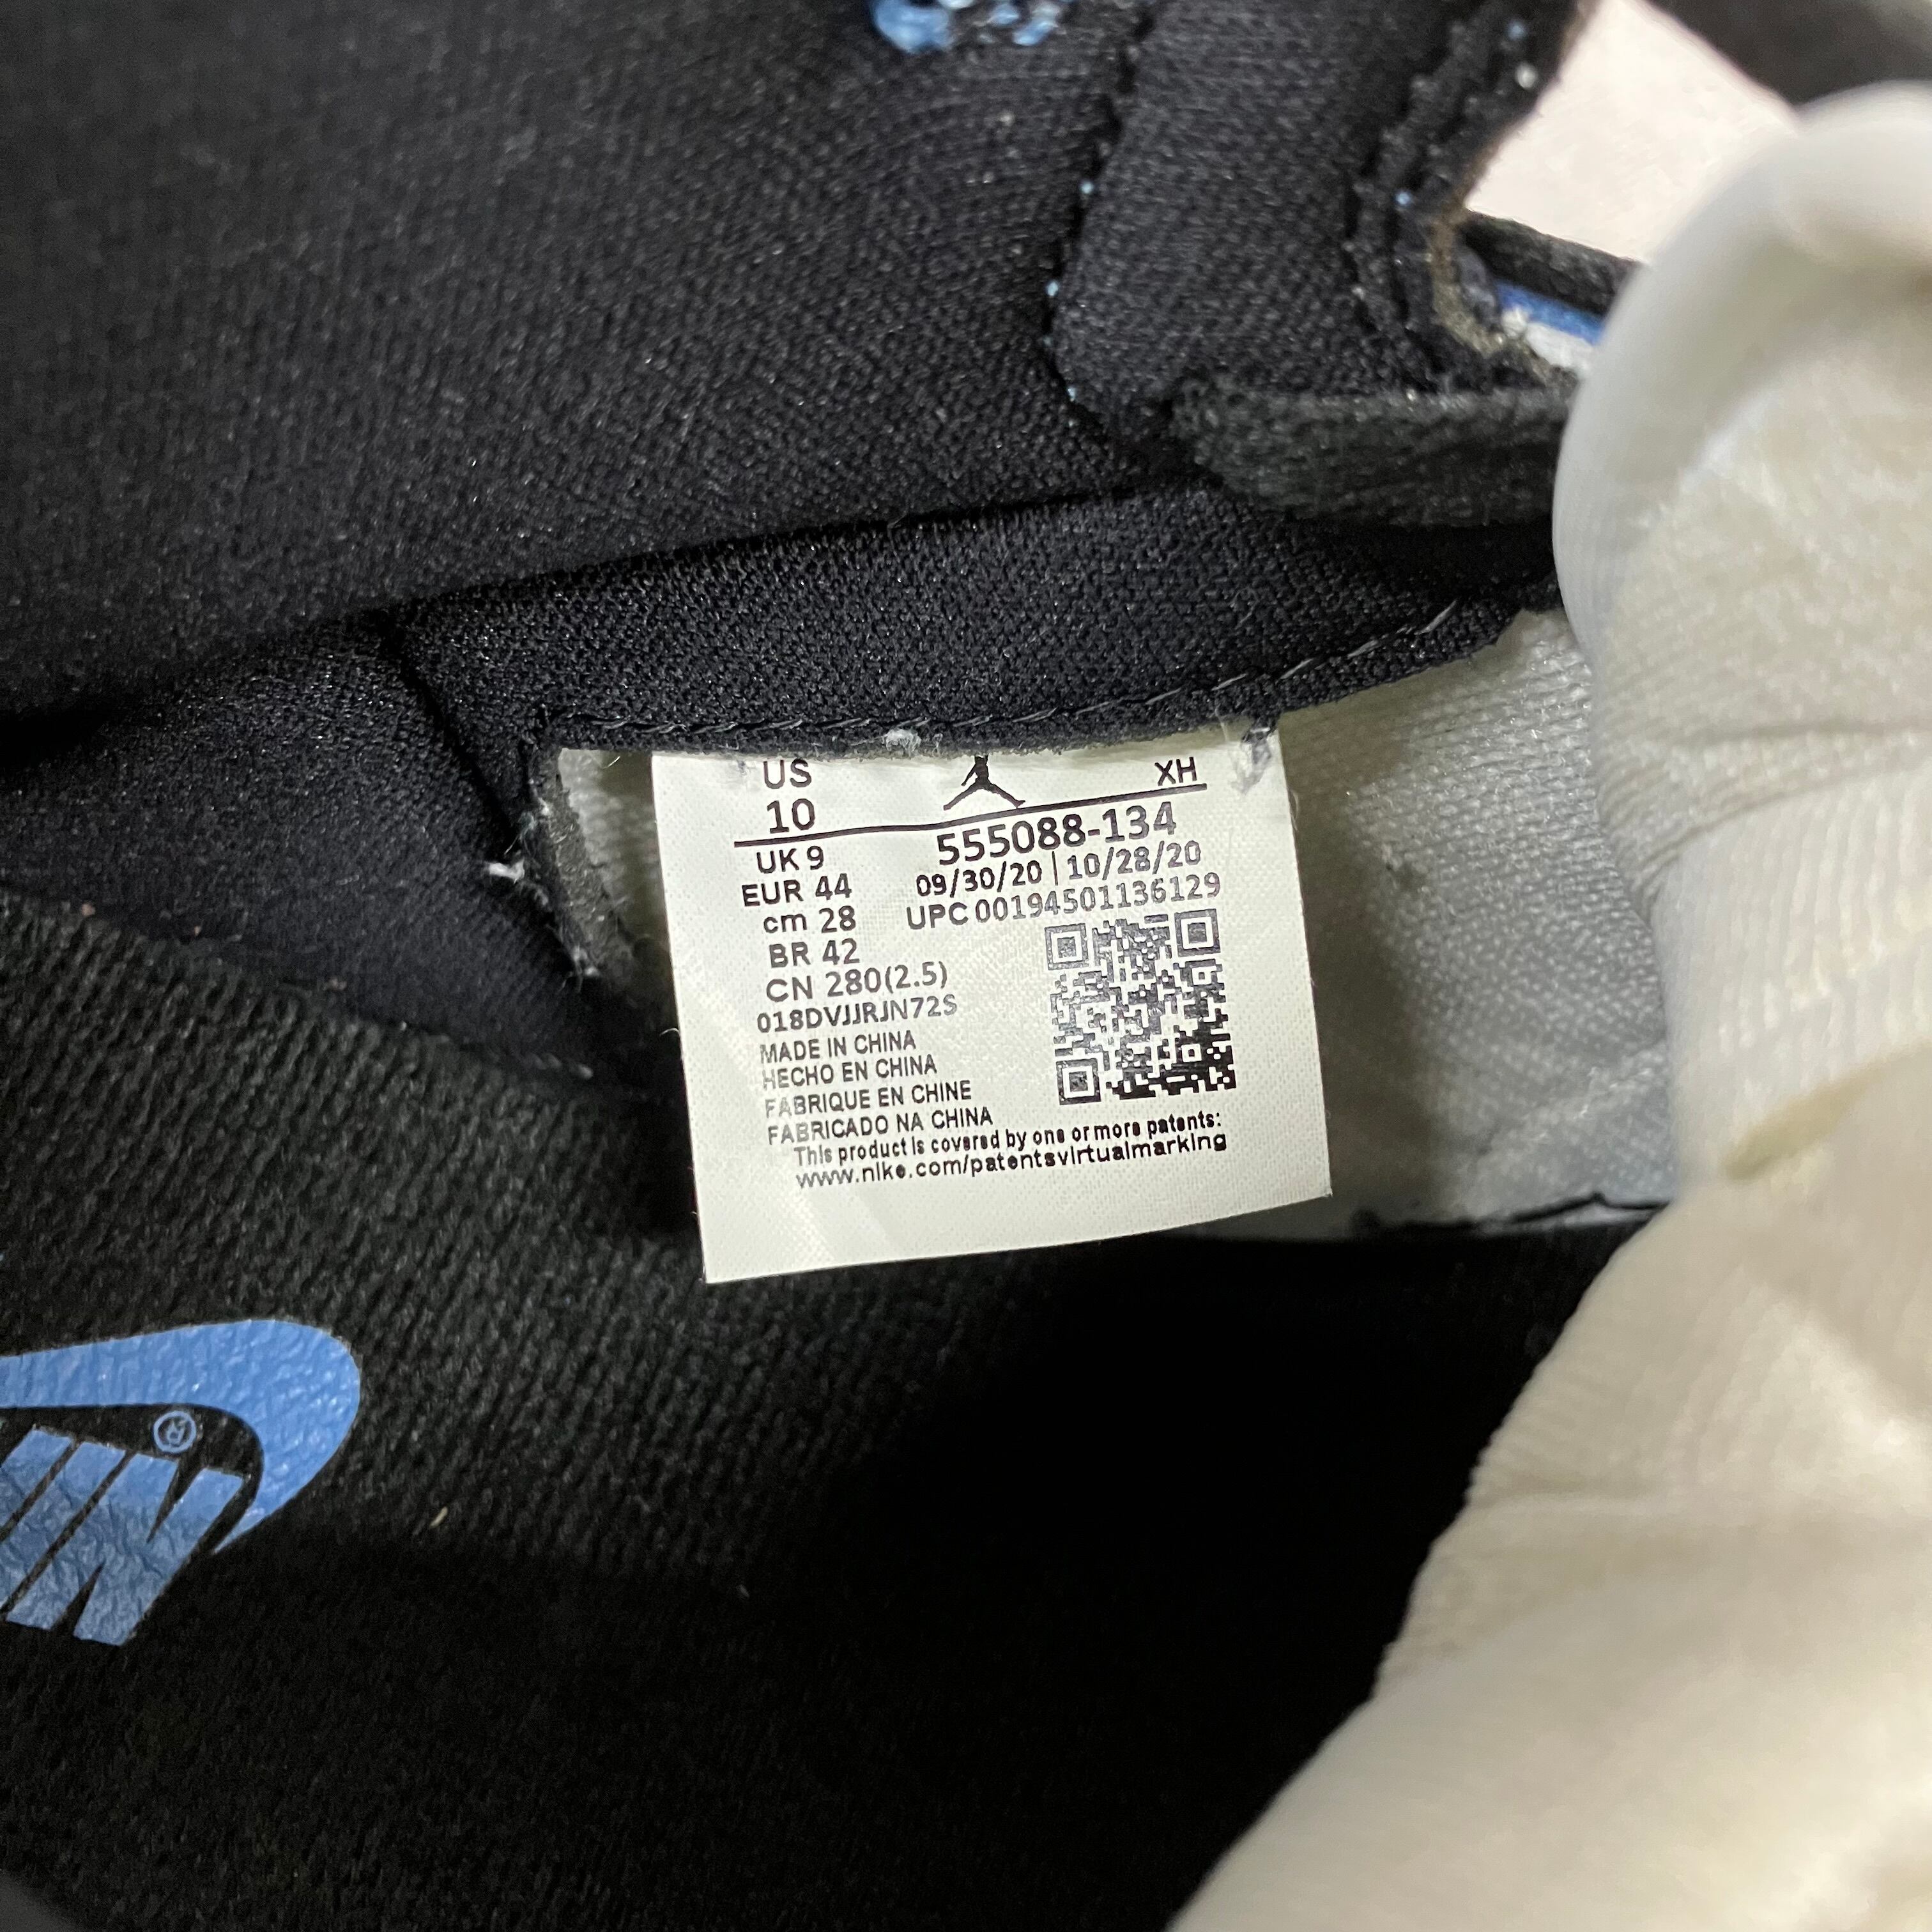 US
10
XH
555088-134
09/30/20 | 10/28/20
UPC 00194501136129
UK 9
EUR 44
cm 28
BR 42
CN 280(2.5)
018DVJJRJN72S
MADE IN CHINA
HECHO EN CHINA
FABRIQUE EN CHINE
FABRICADO NA CHINA
This product is covered by one or more patents:
www.nike.com/patentsvirtualmarking
®